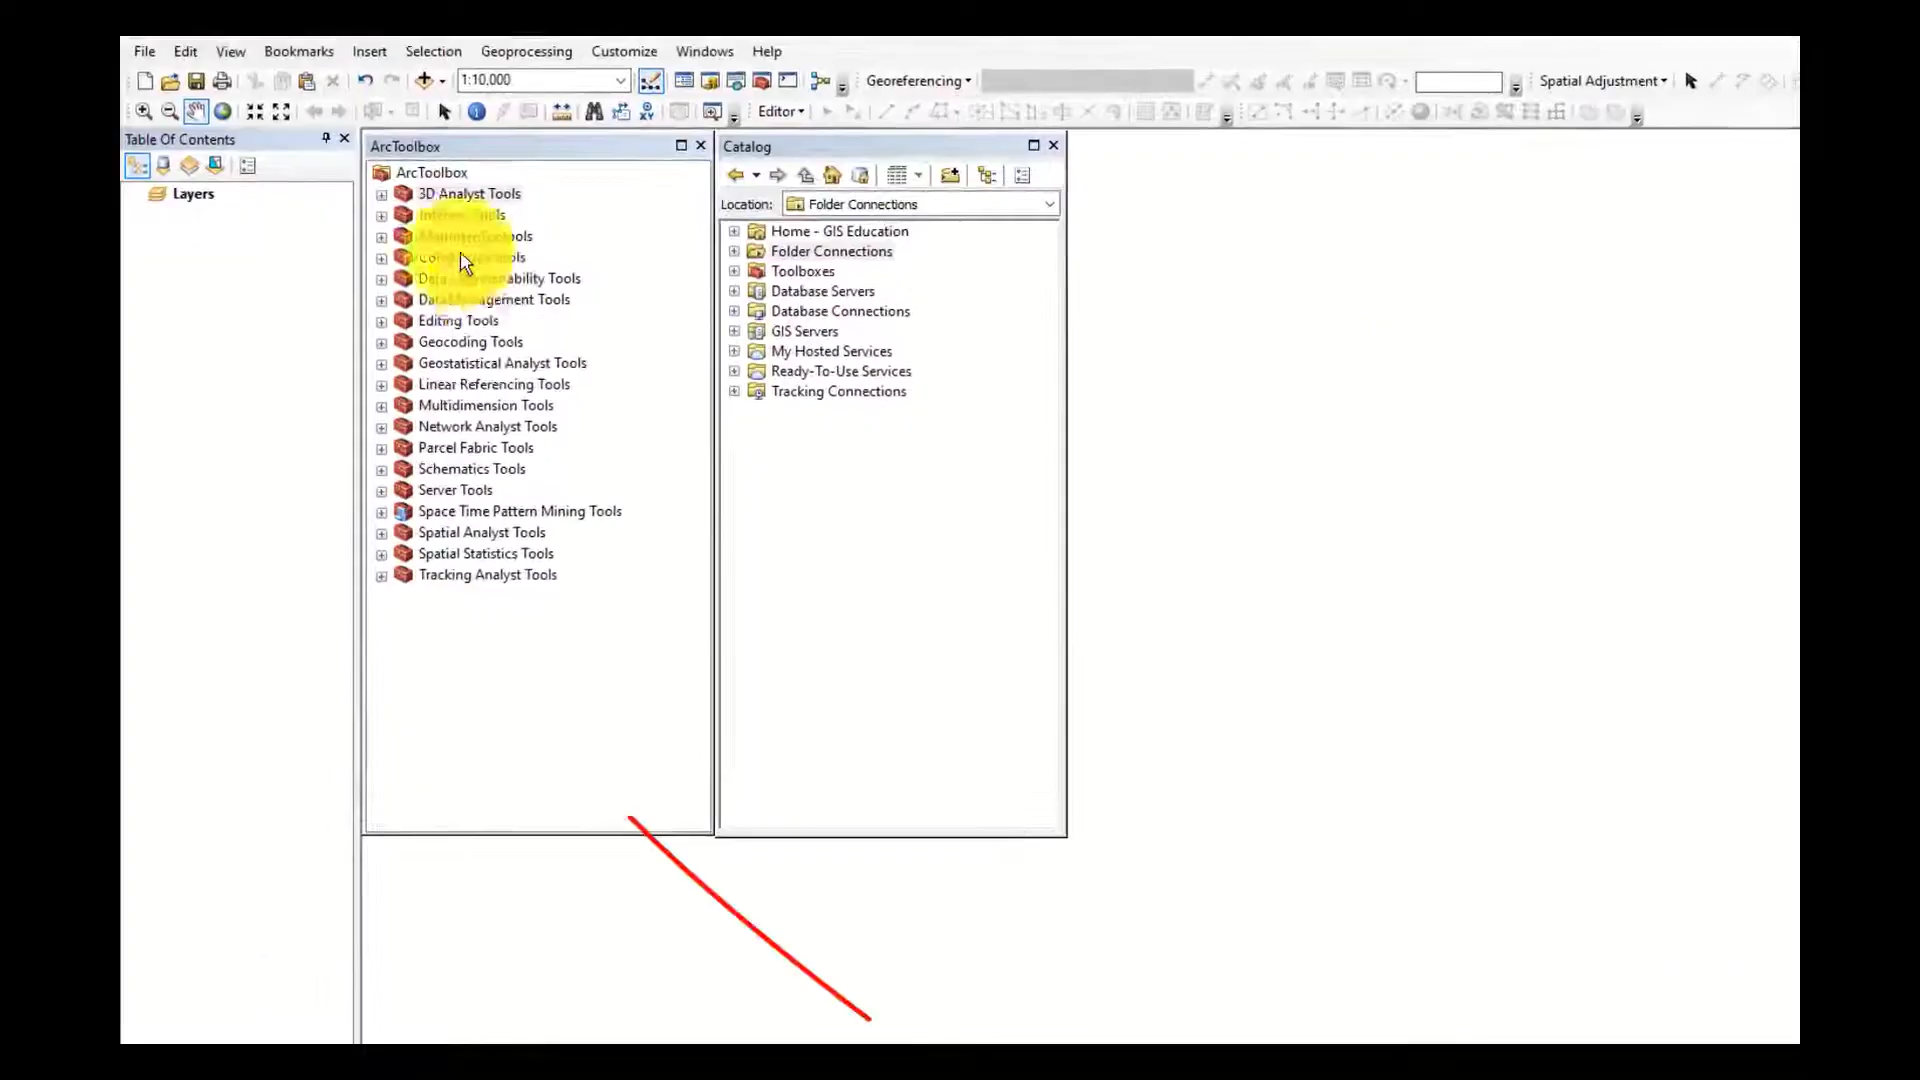 File Edit View Bookmarks Insert Selection Geoprocessing Customize Windows Help
1:10,000 Georeferencing Spatial Adjustment
Editor
Table Of Contents
Layers
ArcToolbox
ArcToolbox
3D Analyst Tools
Tools
Data Management Tools
Editing Tools
Geocoding Tools
Geostatistical Analyst Tools
Linear Referencing Tools
Multidimension Tools
Network Analyst Tools
Parcel Fabric Tools
Schematics Tools
Server Tools
Space Time Pattern Mining Tools
Spatial Analyst Tools
Spatial Statistics Tools
Tracking Analyst Tools
Catalog
Location: Folder Connections
Home - GIS Education
Folder Connections
Toolboxes
Database Servers
Database Connections
GIS Servers
My Hosted Services
Ready-To-Use Services
Tracking Connections